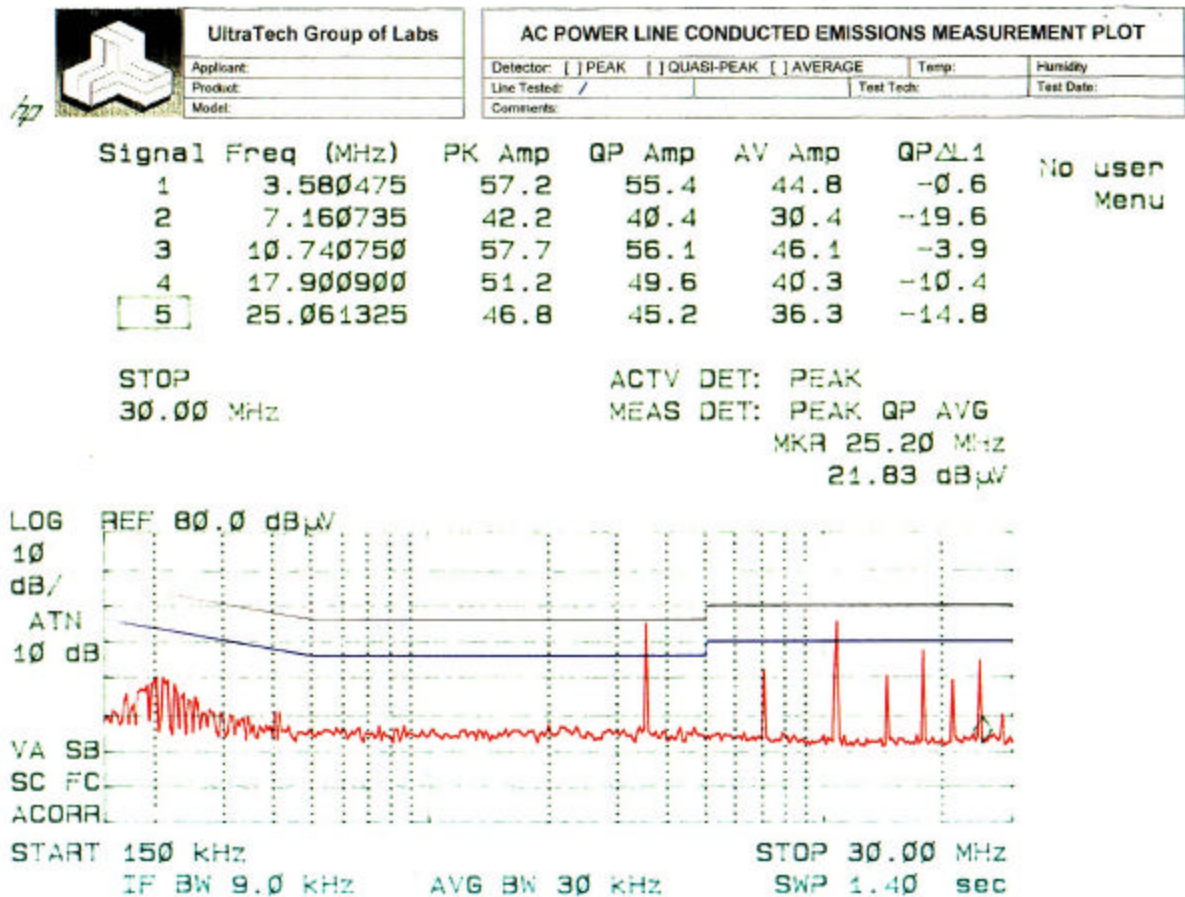 UltraTech Group of Labs
Applicant:
Product:
Model:
AC POWER LINE CONDUCTED EMISSIONS MEASUREMENT PLOT
Detector: [ ] PEAK [ ] QUASI-PEAK [ ] AVERAGE Temp: Humidity
Line Tested: / Test Tech: Test Date:
Comments:
hp
Signal Freq (MHz) PK Amp QP Amp AV Amp QPΔL1
1 3.580475 57.2 55.4 44.8 -0.6
2 7.160735 42.2 40.4 30.4 -19.6
3 10.740750 57.7 56.1 46.1 -3.9
4 17.900900 51.2 49.6 40.3 -10.4
5 25.061325 46.8 45.2 36.3 -14.8
No user
Menu
STOP
30.00 MHz
ACTV DET: PEAK
MEAS DET: PEAK QP AVG
MKR 25.20 MHz
21.83 dBµV
LOG REF 80.0 dBµV
10
dB/
ATN
10 dB
VA SB
SC FC
ACORR
START 150 kHz STOP 30.00 MHz
IF BW 9.0 kHz AVG BW 30 kHz SWP 1.40 sec